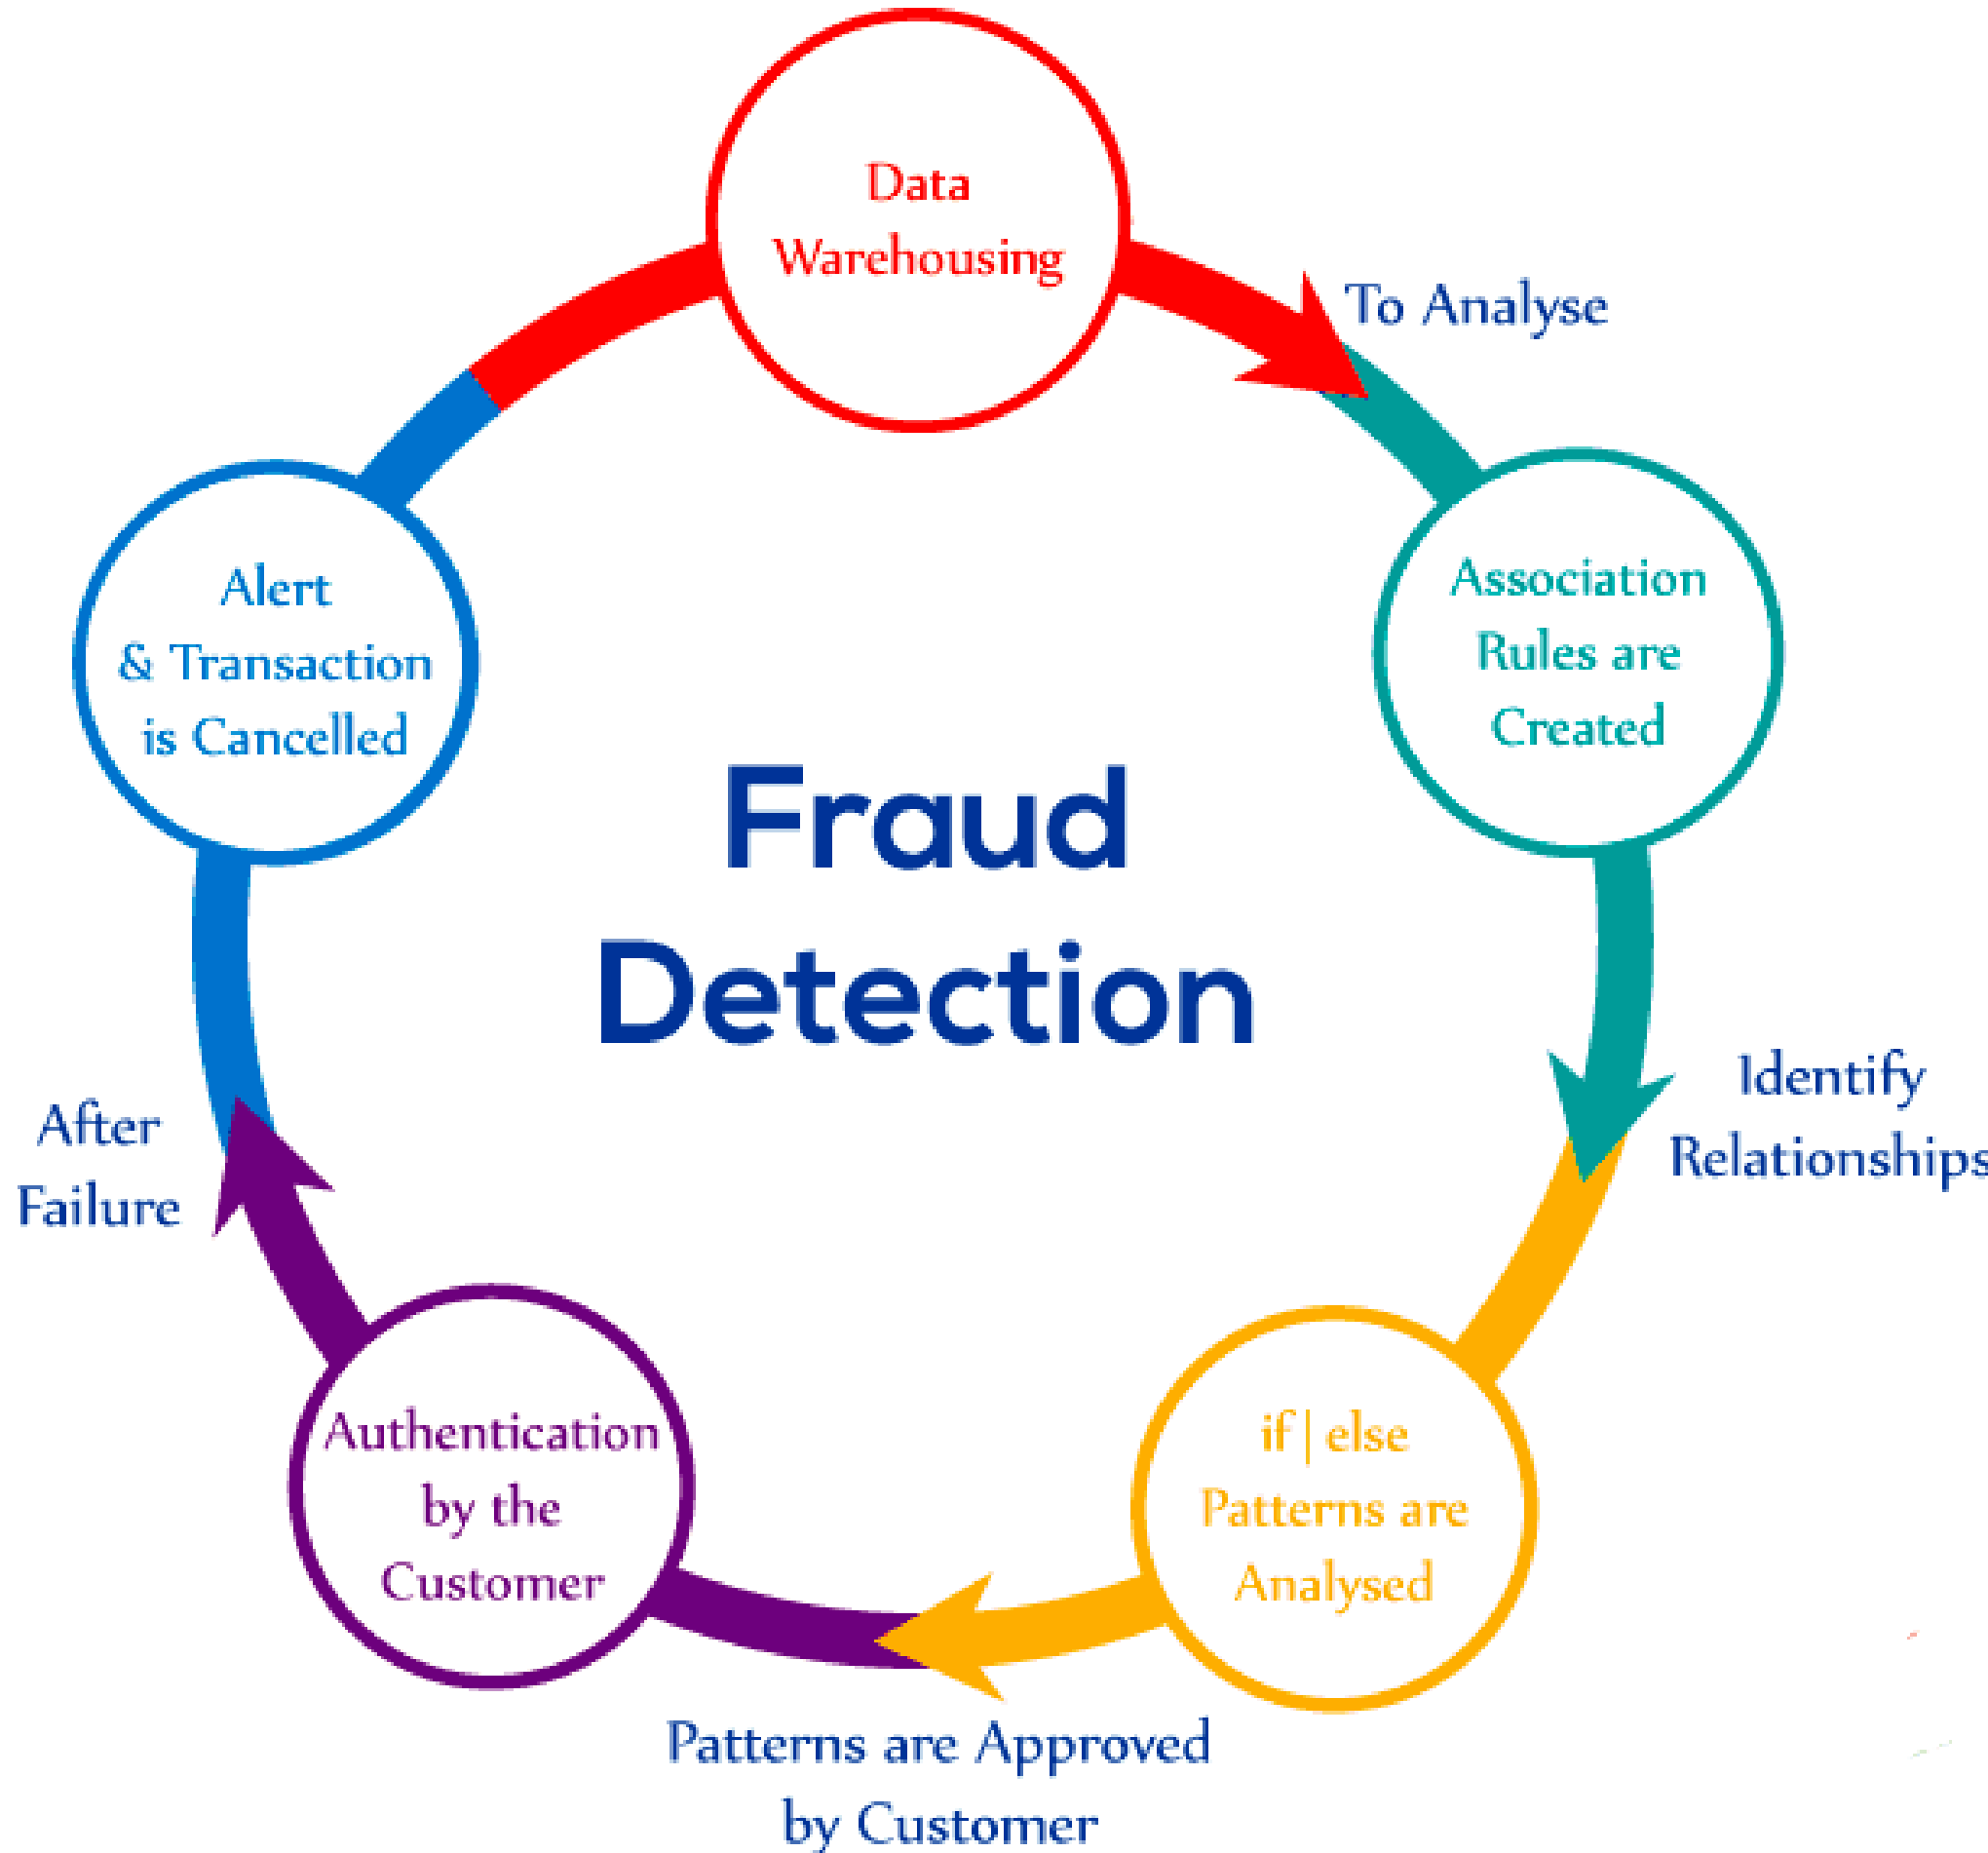 Data
Warehousing
To Analyse
Association
Rules are
Created
Identify
Relationships
if | else
Patterns are
Analysed
Patterns are Approved
by Customer
Authentication
by the
Customer
After
Failure
Alert
& Transaction
is Cancelled
Fraud
Detection